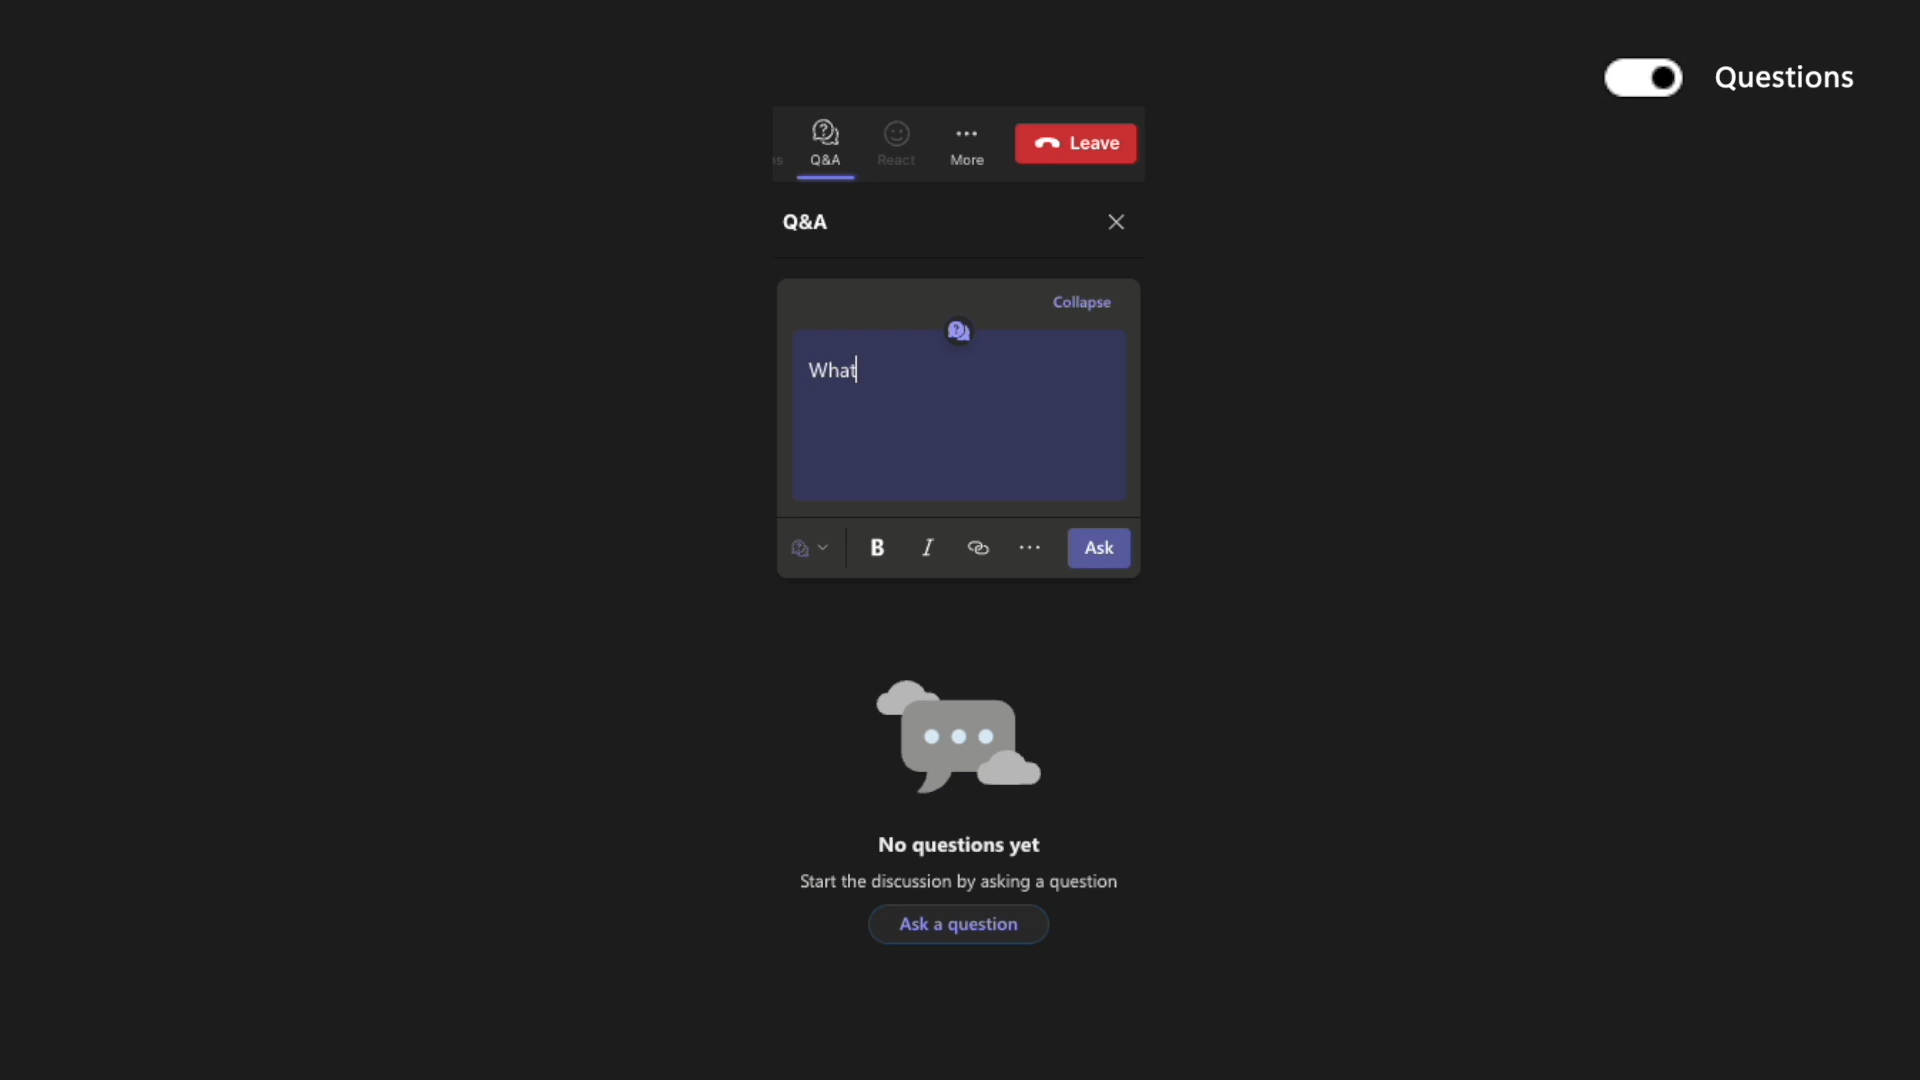 Questions
Q&A
React
More
Leave
Q&A
Collapse
What
B
I
Ask
No questions yet
Start the discussion by asking a question
Ask a question